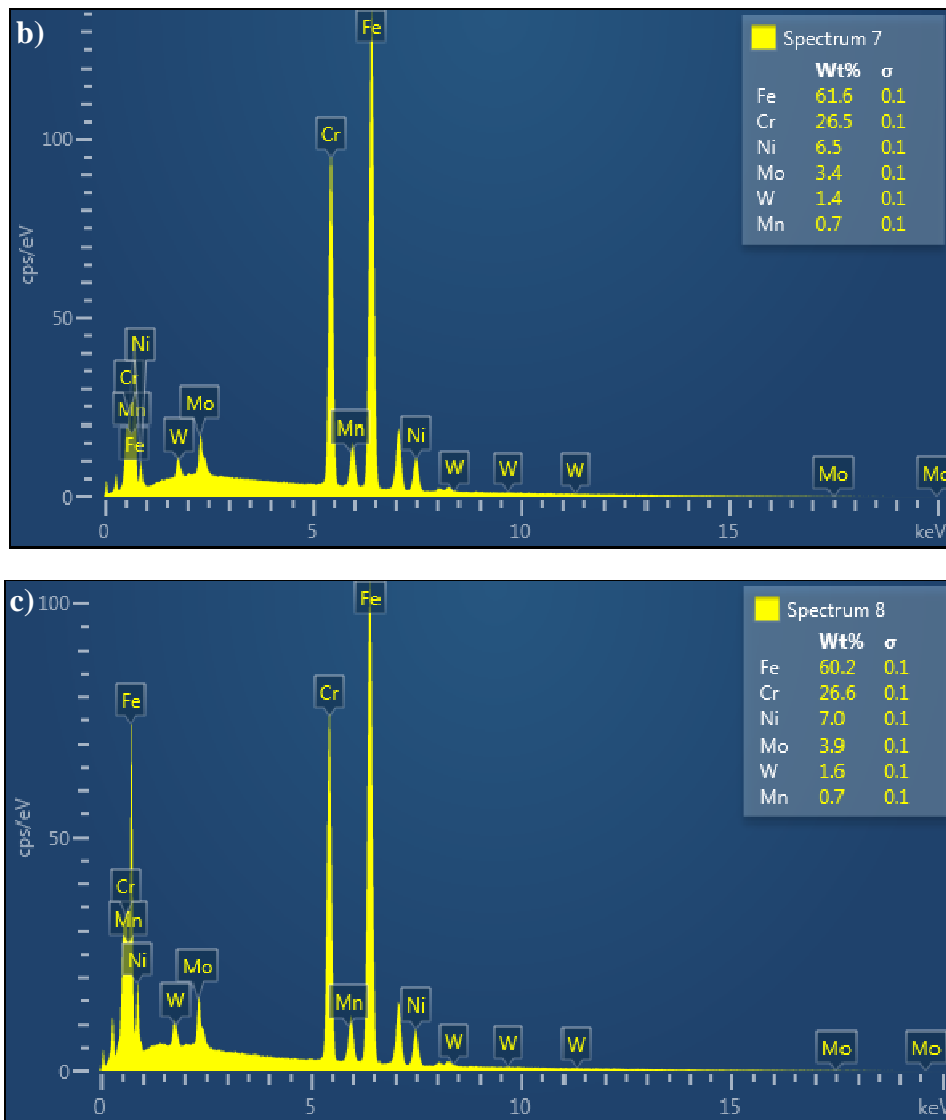 b)
Fe
Spectrum 7
Wt% σ
Fe 61.6 0.1
Cr 26.5 0.1
Ni 6.5 0.1
Mo 3.4 0.1
W 1.4 0.1
Mn 0.7 0.1
100
Cr
cps/eV
50
Ni
Cr
Mn
Mo
Fe
W
Mn
Ni
W
W
W
Mo
Mo
0
0 5 10 15 keV
c)
100
Fe
Spectrum 8
Wt% σ
Fe 60.2 0.1
Cr 26.6 0.1
Ni 7.0 0.1
Mo 3.9 0.1
W 1.6 0.1
Mn 0.7 0.1
Fe
Cr
cps/eV
50
Cr
Mn
Ni
Mo
W
Mn
Ni
W
W
W
Mo
Mo
0
0 5 10 15 keV